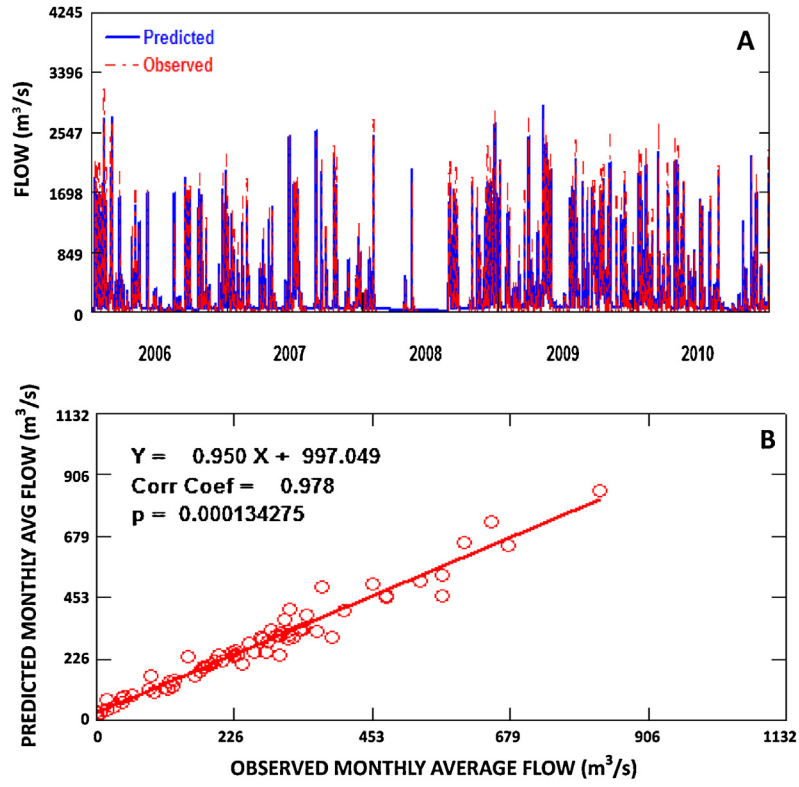 4245
A
Predicted
Observed
3396
2547
1698
849
0
FLOW (m³/s)
2006 2007 2008 2009 2010
1132
B
Y = 0.950 X + 997.049
Corr Coef = 0.978
p = 0.000134275
906
679
453
226
0
PREDICTED MONTHLY AVG FLOW (m³/s)
0 226 453 679 906 1132
OBSERVED MONTHLY AVERAGE FLOW (m³/s)